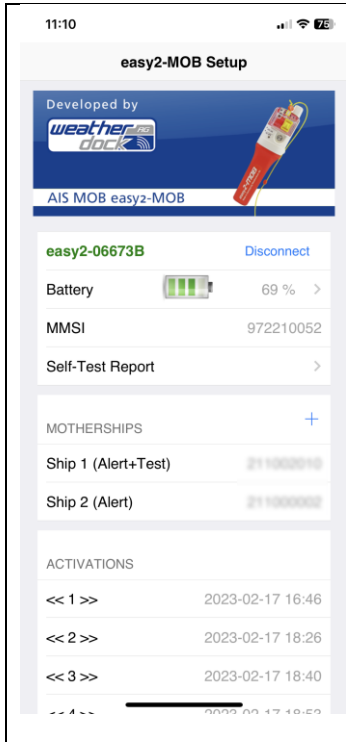 11:10
75
easy2-MOB Setup
Developed by
weather AG
dock
AIS MOB easy2-MOB
easy2-06673B Disconnect
Battery 69 % >
MMSI 972210052
Self-Test Report >
MOTHERSHIPS +
Ship 1 (Alert+Test)
Ship 2 (Alert)
ACTIVATIONS
<< 1 >> 2023-02-17 16:46
<< 2 >> 2023-02-17 18:26
<< 3 >> 2023-02-17 18:40